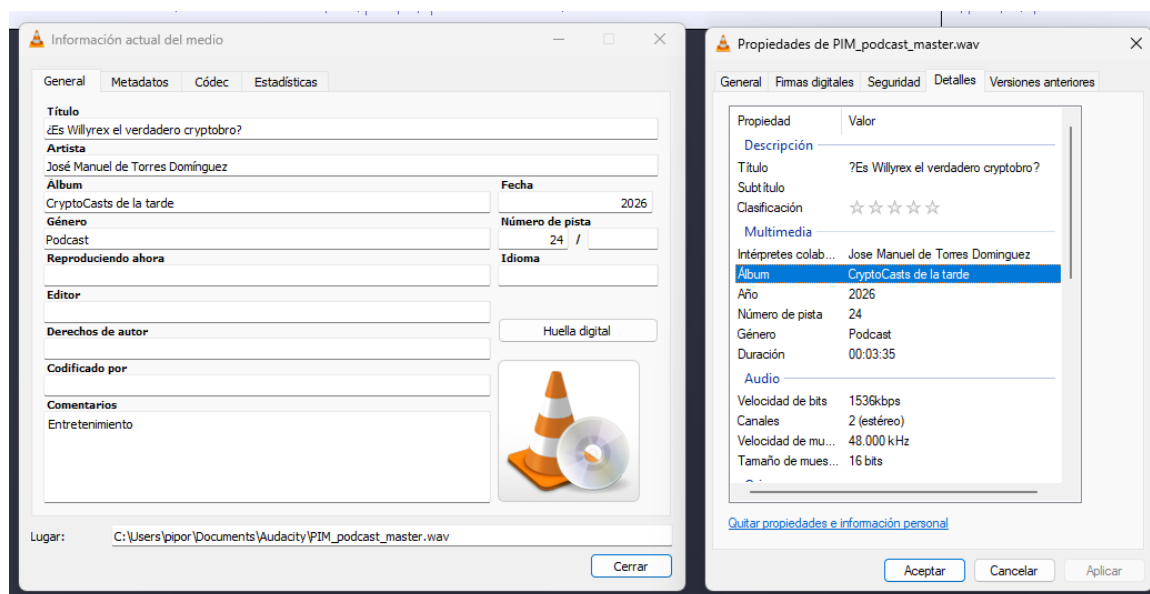 Información actual del medio
General Metadatos Códec Estadísticas
Título
¿Es Willyrex el verdadero cryptobro?
Artista
José Manuel de Torres Domínguez
Álbum Fecha
CryptoCasts de la tarde 2026
Género Número de pista
Podcast 24 /
Reproduciendo ahora Idioma
Editor
Derechos de autor
Huella digital
Codificado por
Comentarios
Entretenimiento
Lugar: C:\Users\pipor\Documents\Audacity\PIM_podcast_master.wav
Cerrar
Propiedades de PIM_podcast_master.wav
General Firmas digitales Seguridad Detalles Versiones anteriores
Propiedad Valor
Descripción
Título ?Es Willyrex el verdadero cryptobro?
Subtítulo
Clasificación
Multimedia
Intérpretes colab... Jose Manuel de Torres Dominguez
Álbum CryptoCasts de la tarde
Año 2026
Número de pista 24
Género Podcast
Duración 00:03:35
Audio
Velocidad de bits 1536kbps
Canales 2 (estéreo)
Velocidad de mu... 48.000 kHz
Tamaño de mues... 16 bits
Quitar propiedades e información personal
Aceptar Cancelar Aplicar